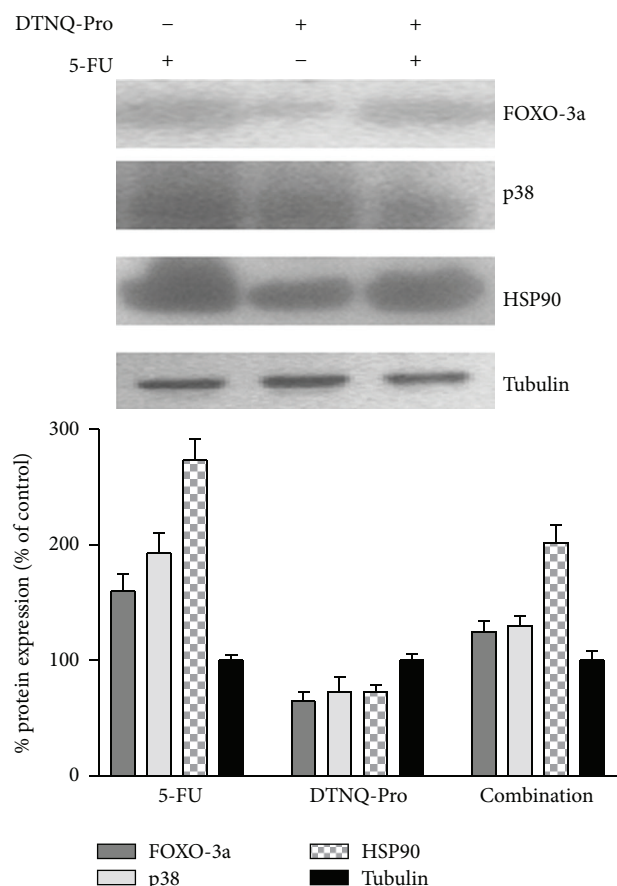 DTNQ-Pro − + +
5-FU + − +
FOXO-3a
p38
HSP90
Tubulin
% protein expression (% of control)
300
200
100
0
5-FU DTNQ-Pro Combination
FOXO-3a HSP90
p38 Tubulin